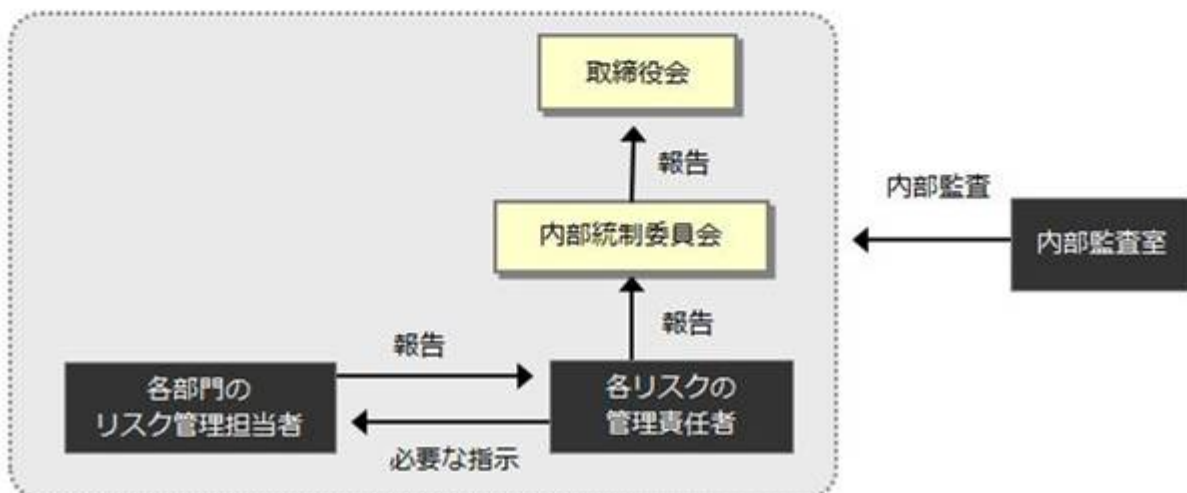 取締役会
報告
内部監査
内部統制委員会
内部監査室
報告
報告
各部門の
リスク管理担当者
各リスクの
管理責任者
必要な指示